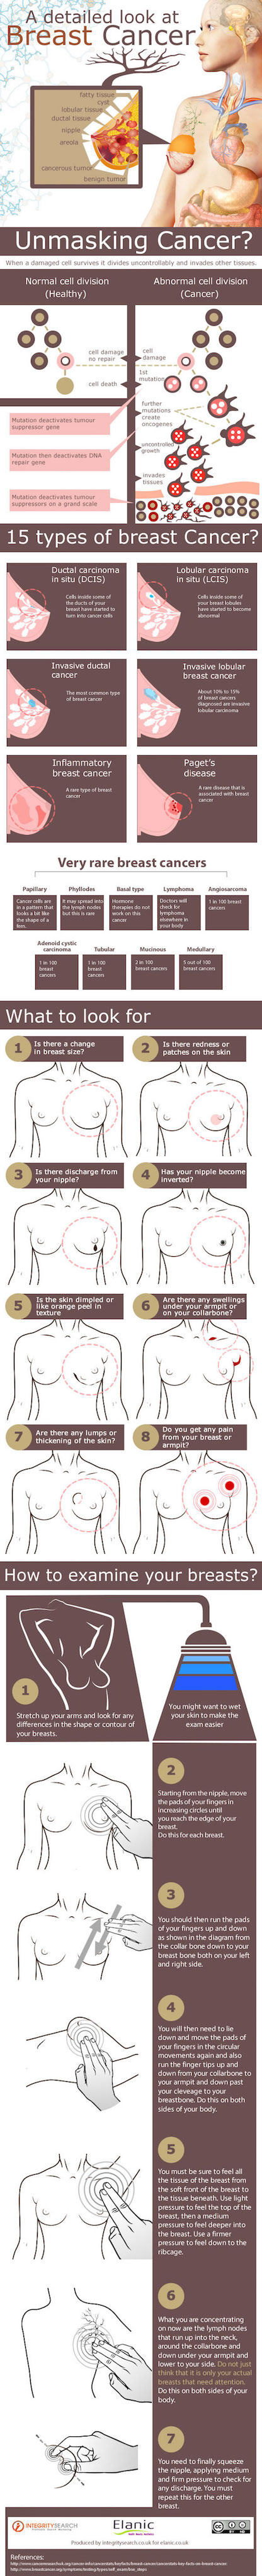 A detailed look at
Breast Cancer
fatty tissue
cyst
lobular tissue
ductal tissue
nipple
areola
cancerous tumor
benign tumor
Unmasking Cancer?
When a damaged cell survives it divides uncontrollably and invades other tissues.
Normal cell division
(Healthy)
Abnormal cell division
(Cancer)
cell damage
no repair
cell
damage
1st
mutation
cell death
further
mutations
create
oncogenes
Mutation deactivates tumour
suppressor gene
uncontrolled
growth
Mutation then deactivates DNA
repair gene
invades
tissues
Mutation deactivates tumour
suppressors on a grand scale
15 types of breast Cancer?
Ductal carcinoma
in situ (DCIS)
Cells inside some of
the ducts of your
breast have started to
turn into cancer cells
Lobular carcinoma
in situ (LCIS)
Cells inside some of
your breast lobules
have started to become
abnormal
Invasive ductal
cancer
The most common type
of breast cancer
Invasive lobular
breast cancer
About 10% to 15%
of breast cancers
diagnosed are invasive
lobular carcinoma
Inflammatory
breast cancer
A rare type of breast
cancer
Paget's
disease
A rare disease that is
associated with breast
cancer
Very rare breast cancers
Papillary
Cancer cells are
in a pattern that
looks a bit like
the shape of a
fern.
Phyllodes
It may spread into
the lymph nodes
but this is rare
Basal type
Hormone
therapies do not
work on this
cancer
Lymphoma
Doctors will
check for
lymphoma
elsewhere in
your body
Angiosarcoma
1 in 100 breast
cancers
Adenoid cystic
carcinoma
1 in 100
breast
cancers
Tubular
1 in 100
breast
cancers
Mucinous
2 in 100
breast cancers
Medullary
5 out of 100
breast cancers
What to look for
1
Is there a change
in breast size?
2
Is there redness or
patches on the skin
3
Is there discharge from
your nipple?
4
Has your nipple become
inverted?
5
Is the skin dimpled or
like orange peel in
texture
6
Are there any swellings
under your armpit or
on your collarbone?
7
Are there any lumps or
thickening of the skin?
8
Do you get any pain
from your breast or
armpit?
How to examine your breasts?
1
Stretch up your arms and look for any
differences in the shape or contour of
your breasts.
You might want to wet
your skin to make the
exam easier
2
Starting from the nipple, move
the pads of your fingers in
increasing circles until
you reach the edge of your
breast.
Do this for each breast.
3
You should then run the pads
of your fingers up and down
as shown in the diagram from
the collar bone down to your
breast bone both on your left
and right side.
4
You will then need to lie
down and move the pads of
your fingers in the circular
movements again and also
run the finger tips up and
down from your collarbone to
your armpit and down past
your cleveage to your
breastbone. Do this on both
sides of your body.
5
You must be sure to feel all
the tissue of the breast from
the soft front of the breast to
the tissue beneath. Use light
pressure to feel the top of the
breast, then a medium
pressure to feel deeper into
the breast. Use a firmer
pressure to feel down to the
ribcage.
6
What you are concentrating
on now are the lymph nodes
that run up into the neck,
around the collarbone and
down under your armpit and
lower to your side. Do not just
think that it is only your actual
breasts that need attention.
Do this on both sides of your
body.
7
You need to finally squeeze
the nipple, applying medium
and firm pressure to check for
any discharge. You must
repeat this for the other
breast.
INTEGRITYSEARCH
Elanic
cc
BY ND
Produced by integritysearch.co.uk for elanic.co.uk
References: